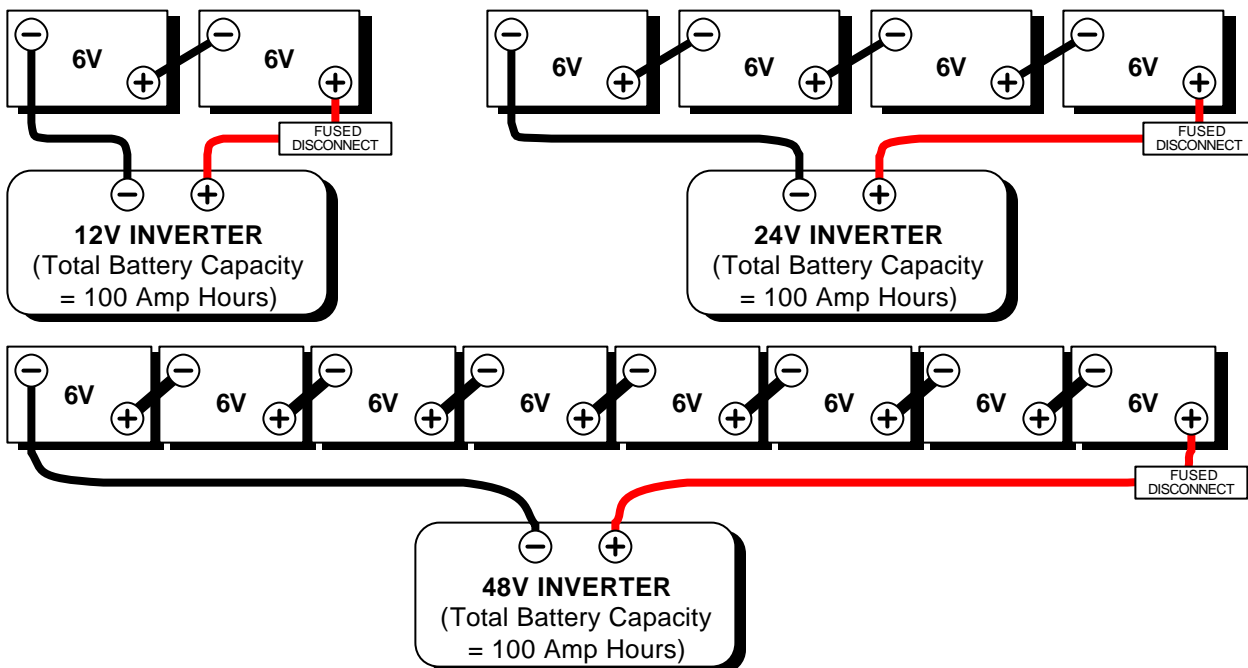 6V
6V
FUSED
DISCONNECT
12V INVERTER
(Total Battery Capacity
= 100 Amp Hours)
6V
6V
6V
6V
FUSED
DISCONNECT
24V INVERTER
(Total Battery Capacity
= 100 Amp Hours)
6V
6V
6V
6V
6V
6V
6V
6V
FUSED
DISCONNECT
48V INVERTER
(Total Battery Capacity
= 100 Amp Hours)